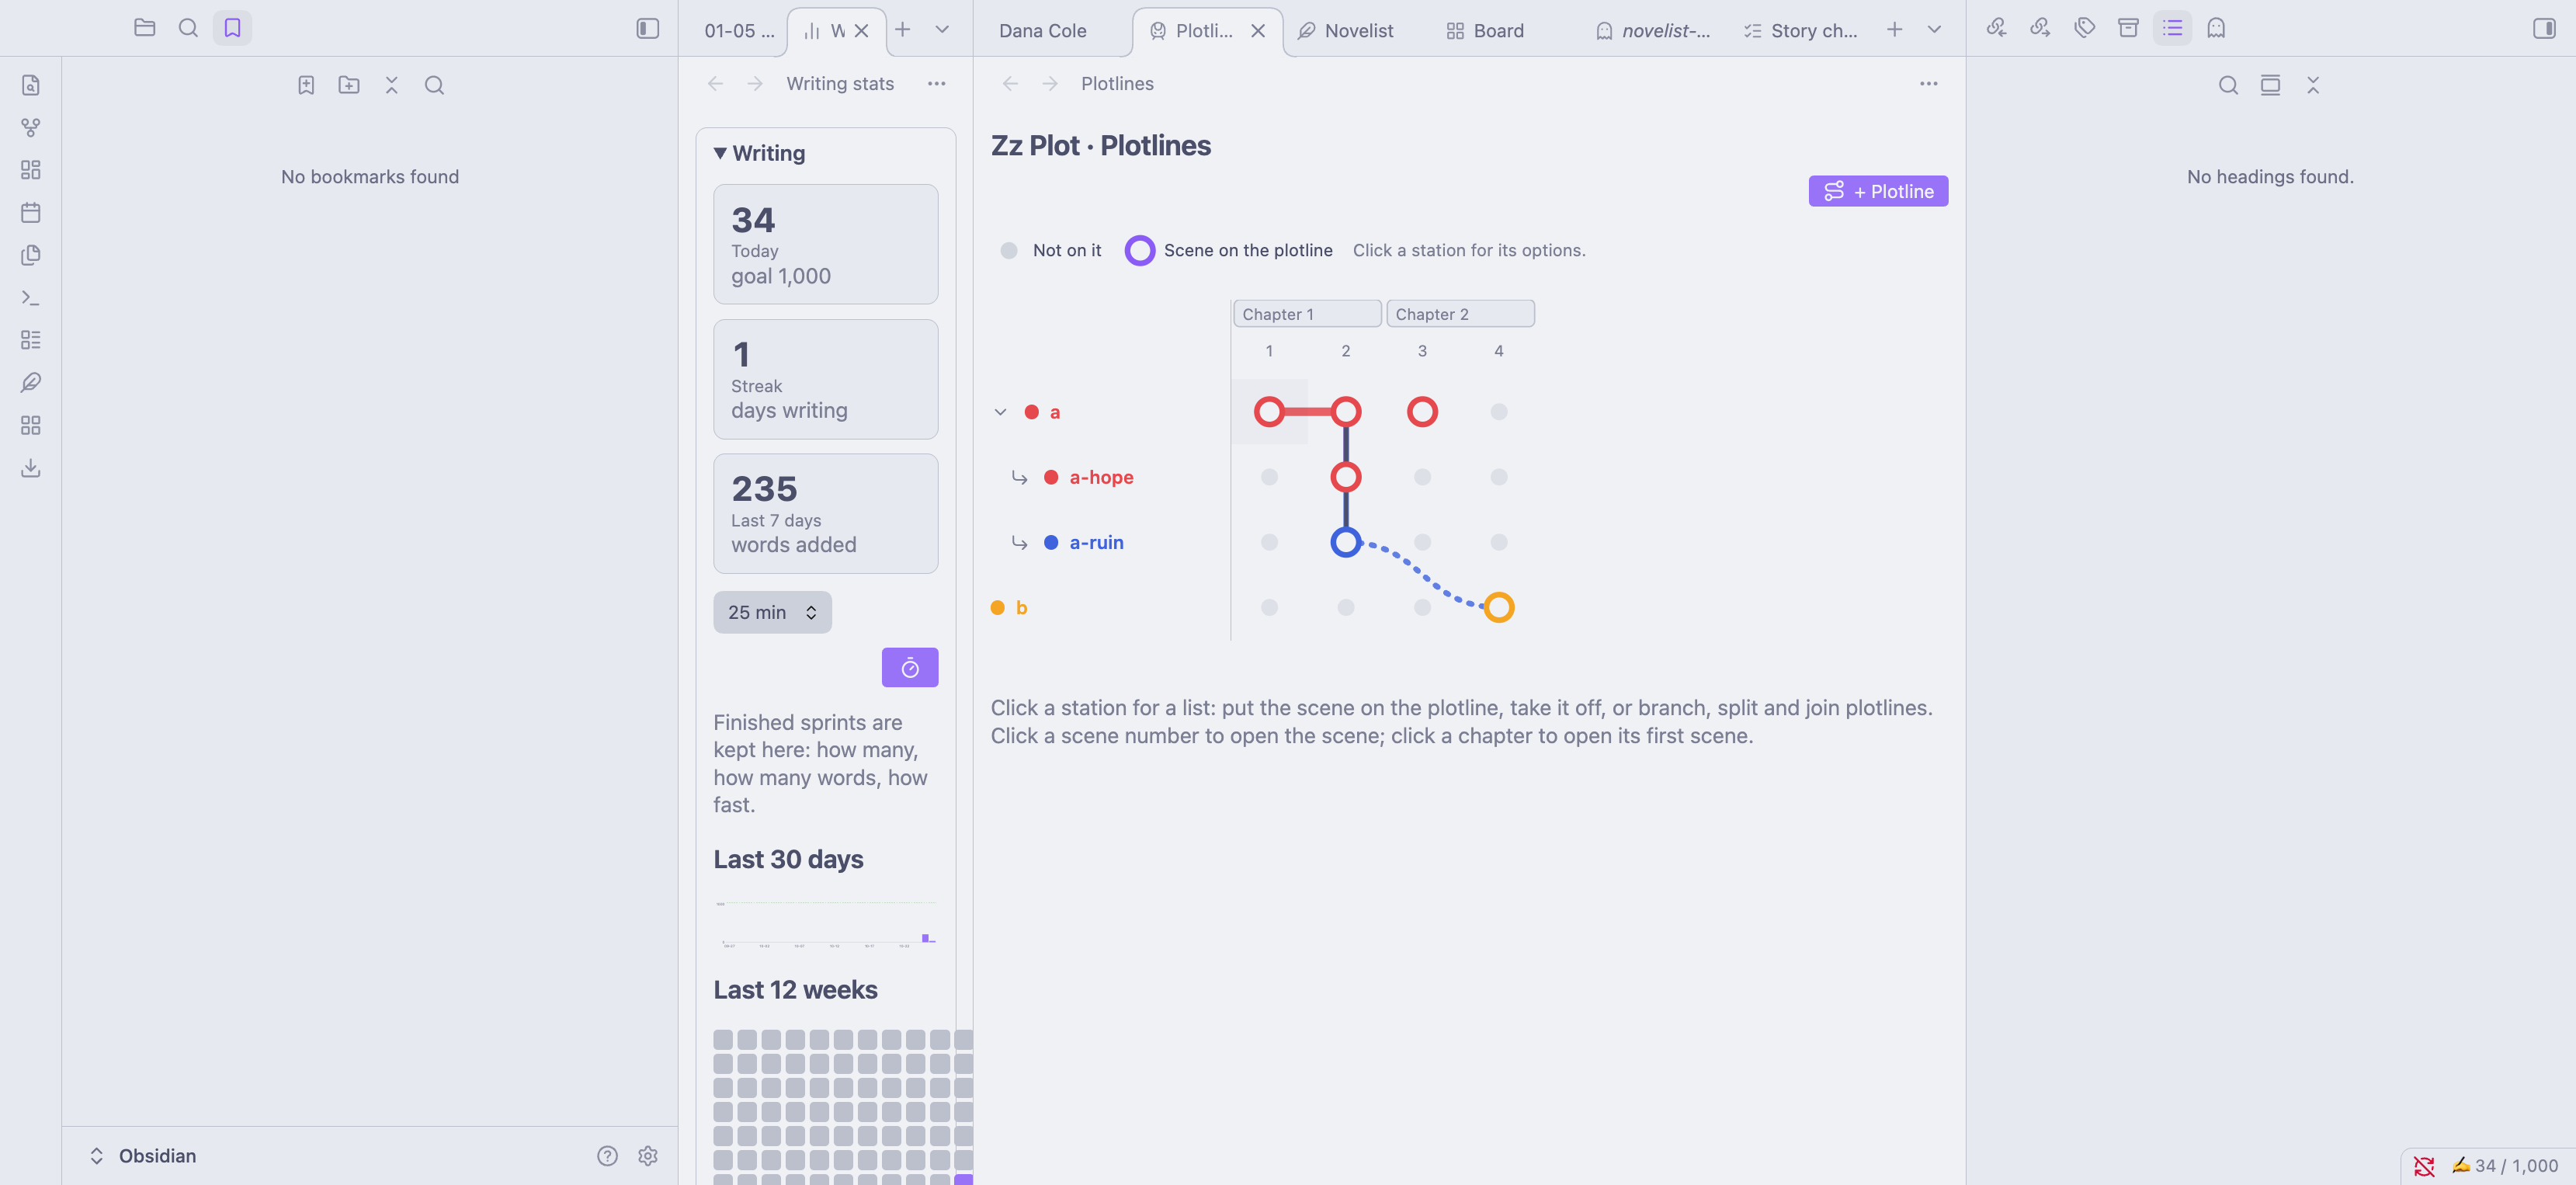 01-05 ...
W
Dana Cole
Plotli...
Novelist
Board
novelist-...
Story ch...
No bookmarks found
Obsidian
Writing stats
Writing
34
Today
goal 1,000
1
Streak
days writing
235
Last 7 days
words added
25 min
Finished sprints are
kept here: how many,
how many words, how
fast.
Last 30 days
Last 12 weeks
Plotlines
Zz Plot · Plotlines
+ Plotline
Not on it
Scene on the plotline
Click a station for its options.
Chapter 1
Chapter 2
1 2 3 4
a
a-hope
a-ruin
b
Click a station for a list: put the scene on the plotline, take it off, or branch, split and join plotlines.
Click a scene number to open the scene; click a chapter to open its first scene.
No headings found.
34 / 1,000